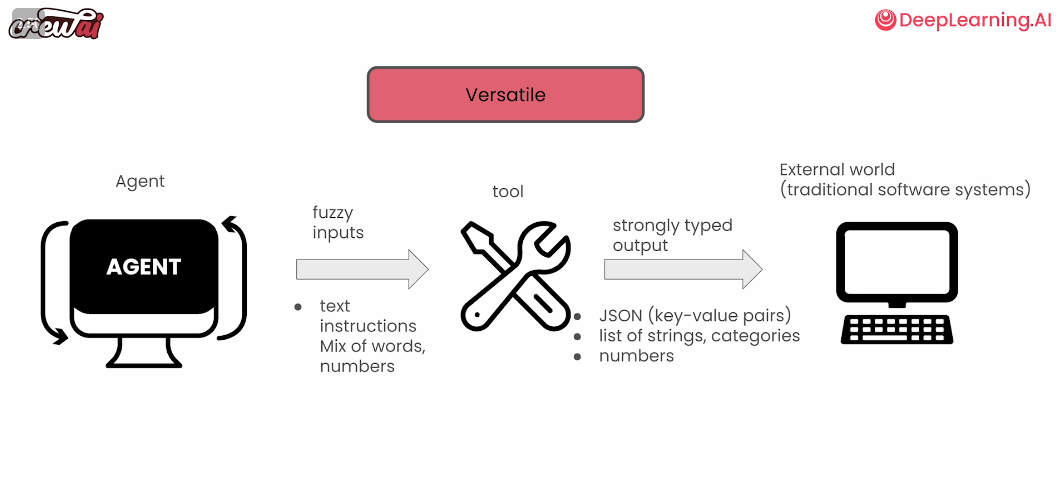 crewai
DeepLearning.AI
Versatile
Agent
tool
External world
(traditional software systems)
fuzzy
inputs
strongly typed
output
AGENT
• text
instructions
Mix of words,
numbers
• JSON (key-value pairs)
• list of strings, categories
• numbers